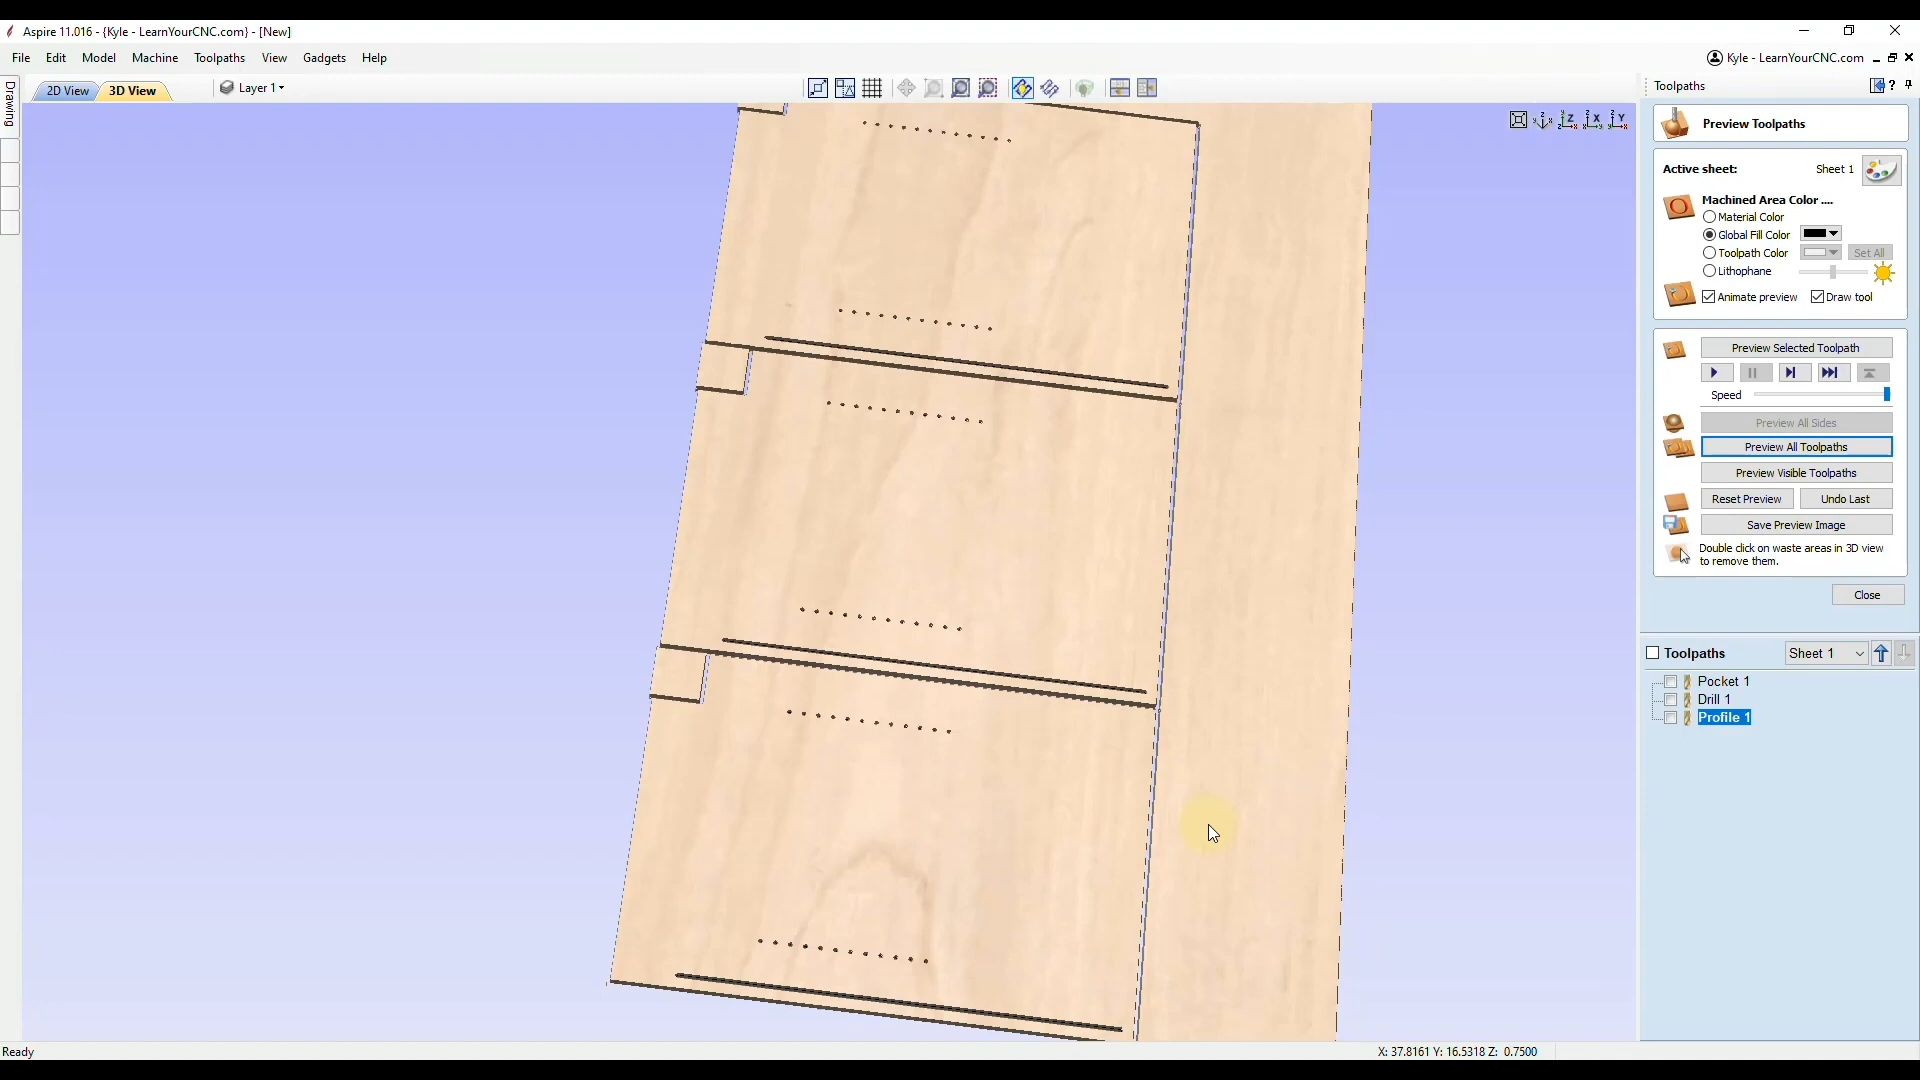 Aspire 11.016 - {Kyle - LearnYourCNC.com} - [New]
File Edit Model Machine Toolpaths View Gadgets Help
Kyle - LearnYourCNC.com
Drawing
2D View 3D View Layer 1
Toolpaths
Preview Toolpaths
Active sheet: Sheet 1
Machined Area Color ....
Material Color
Global Fill Color
Toolpath Color Set All
Lithophane
Animate preview Draw tool
Preview Selected Toolpath
Speed
Preview All Sides
Preview All Toolpaths
Preview Visible Toolpaths
Reset Preview Undo Last
Save Preview Image
Double click on waste areas in 3D view
to remove them.
Close
Toolpaths Sheet 1
Pocket 1
Drill 1
Profile 1
Ready
X: 37.8161 Y: 16.5318 Z: 0.7500